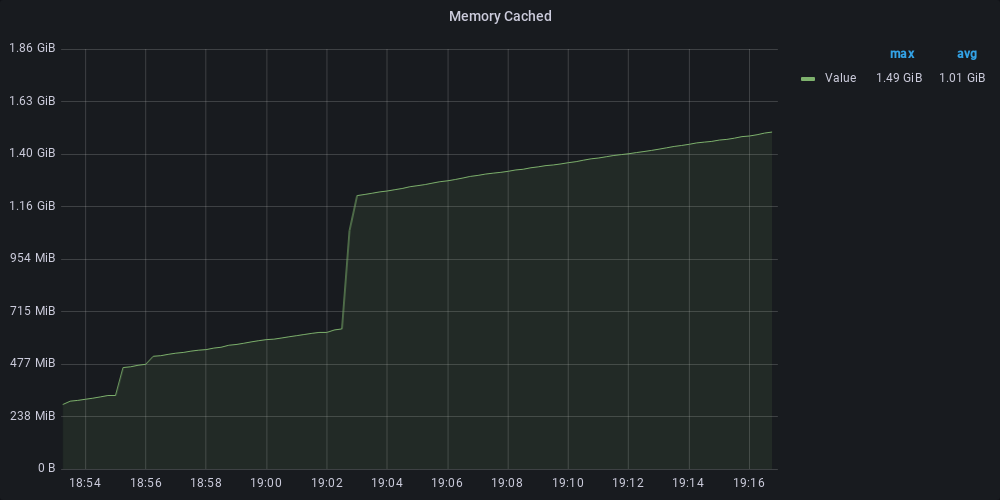 Memory Cached
1.86 GiB
1.63 GiB
1.40 GiB
1.16 GiB
954 MiB
715 MiB
477 MiB
238 MiB
0 B
18:54 18:56 18:58 19:00 19:02 19:04 19:06 19:08 19:10 19:12 19:14 19:16
max avg
Value 1.49 GiB 1.01 GiB